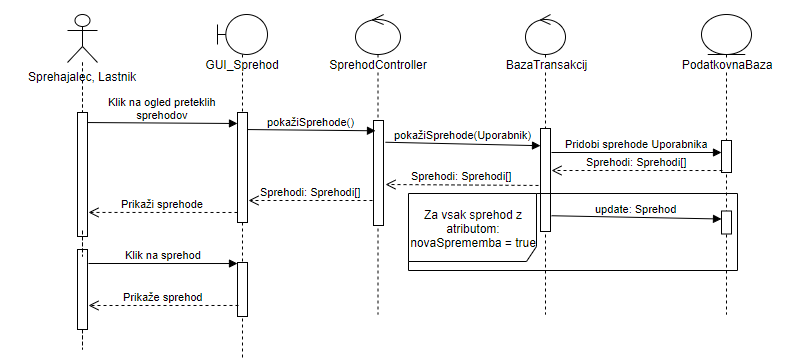 Sprehajalec, Lastnik
GUI_Sprehod
SprehodController
BazaTransakcij
PodatkovnaBaza
Klik na ogled preteklih
sprehodov
pokažiSprehode()
pokažiSprehode(Uporabnik)
Pridobi sprehode Uporabnika
Sprehodi: Sprehodi[]
Sprehodi: Sprehodi[]
Sprehodi: Sprehodi[]
Prikaži sprehode
Za vsak sprehod z
atributom:
novaSprememba = true
update: Sprehod
Klik na sprehod
Prikaže sprehod